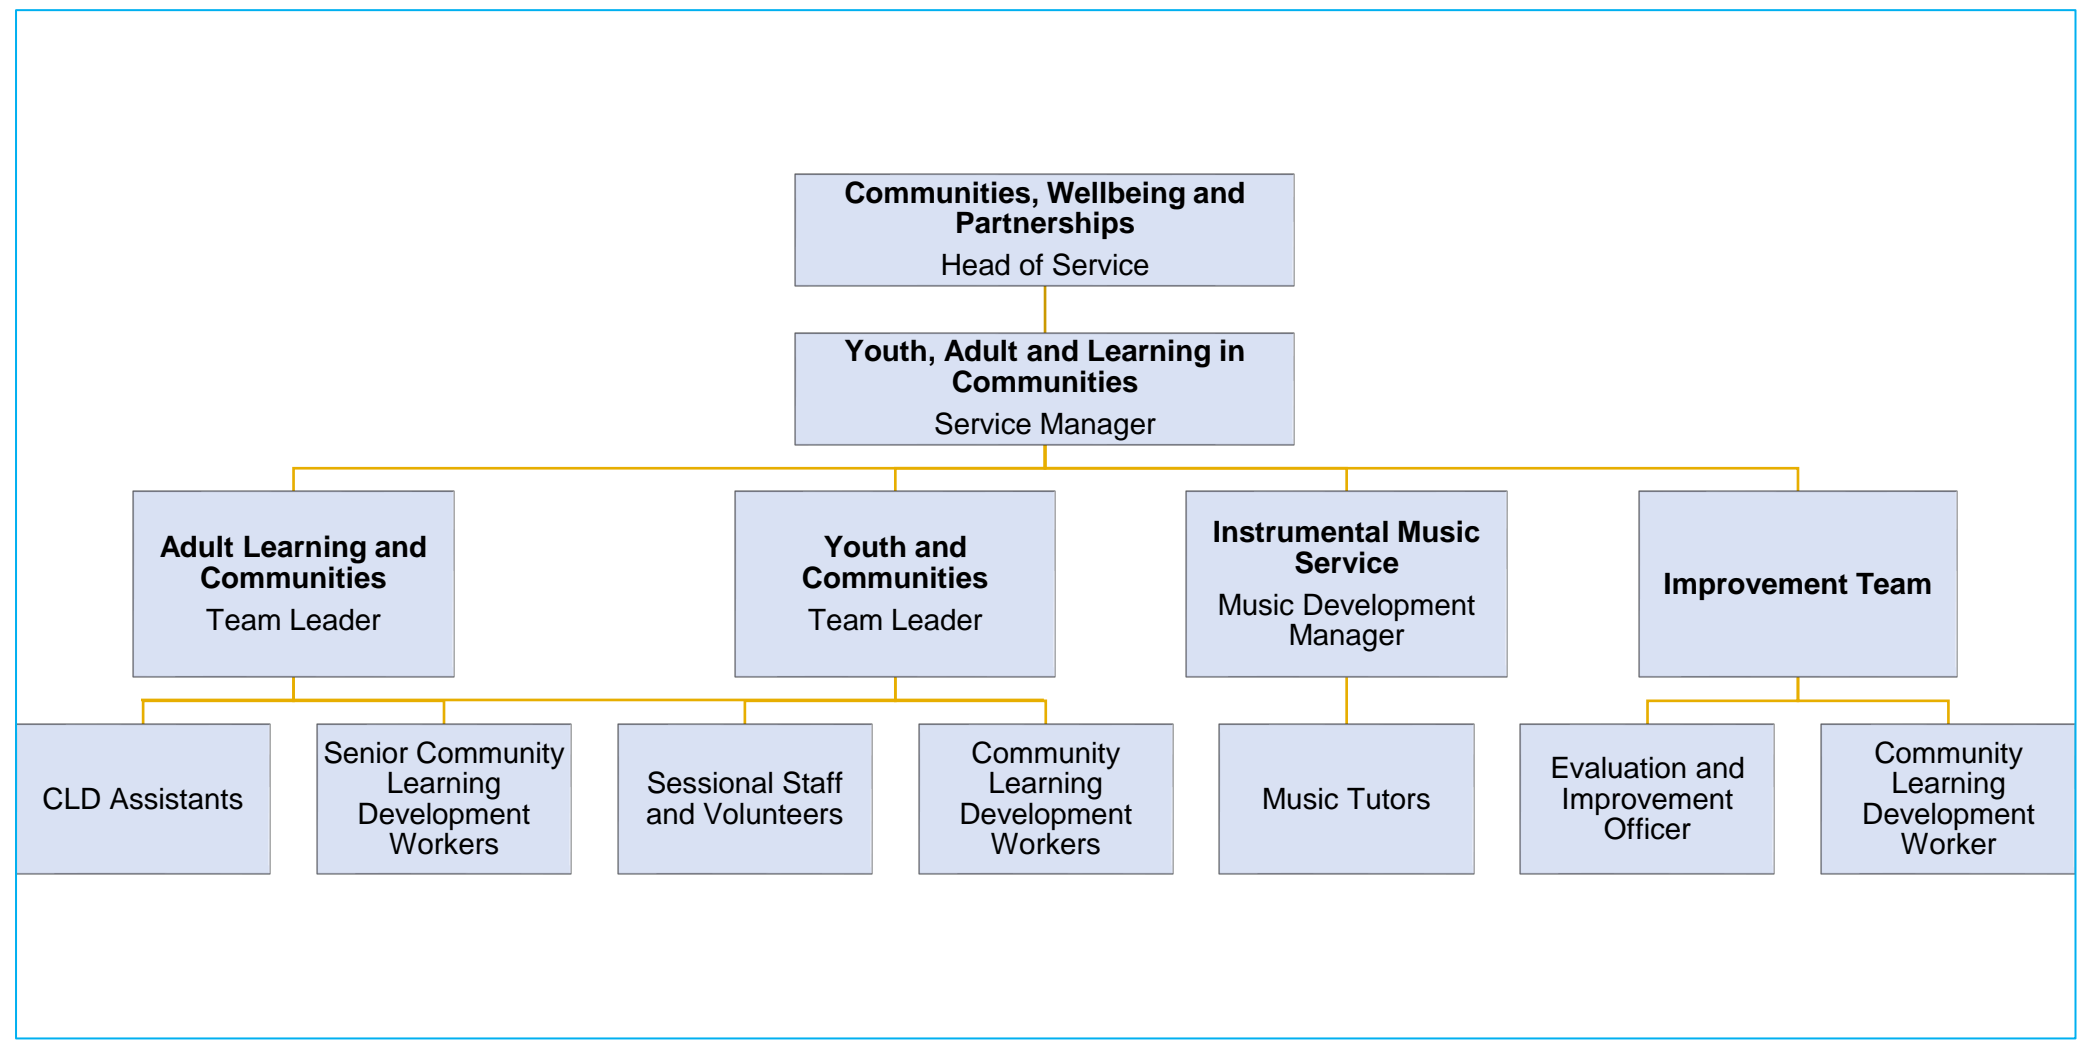 Communities, Wellbeing and
Partnerships
Head of Service
Youth, Adult and Learning in
Communities
Service Manager
Adult Learning and
Communities
Team Leader
Youth and
Communities
Team Leader
Instrumental Music
Service
Music Development
Manager
Improvement Team
CLD Assistants
Senior Community
Learning
Development
Workers
Sessional Staff
and Volunteers
Community
Learning
Development
Workers
Music Tutors
Evaluation and
Improvement
Officer
Community
Learning
Development
Worker